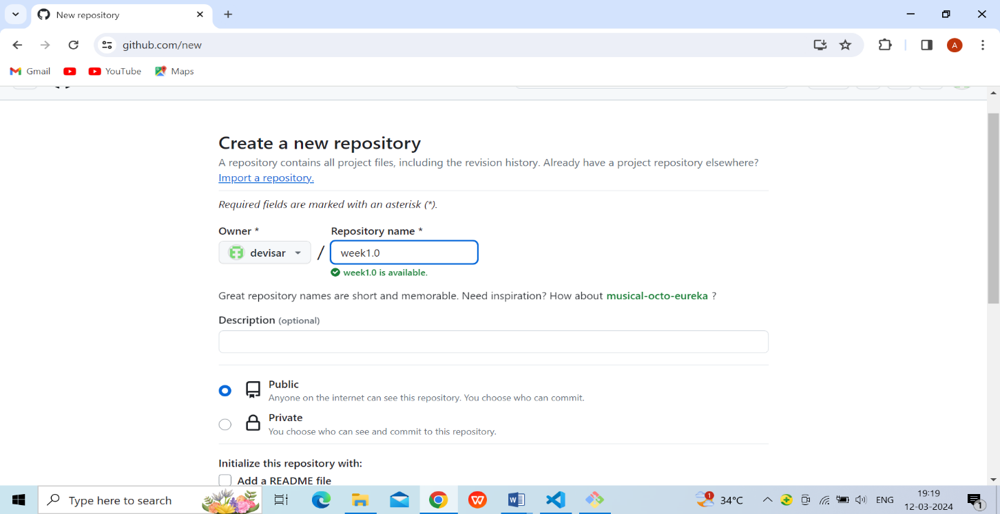 New repository
github.com/new
A
Gmail
YouTube
Maps
Create a new repository
A repository contains all project files, including the revision history. Already have a project repository elsewhere?
Import a repository.
Required fields are marked with an asterisk (*).
Owner * Repository name *
devisar / week1.0
week1.0 is available.
Great repository names are short and memorable. Need inspiration? How about musical-octo-eureka ?
Description (optional)
Public
Anyone on the internet can see this repository. You choose who can commit.
Private
You choose who can see and commit to this repository.
Initialize this repository with:
Add a README file
Type here to search
W
1
34°C
ENG
19:19
12-03-2024
1